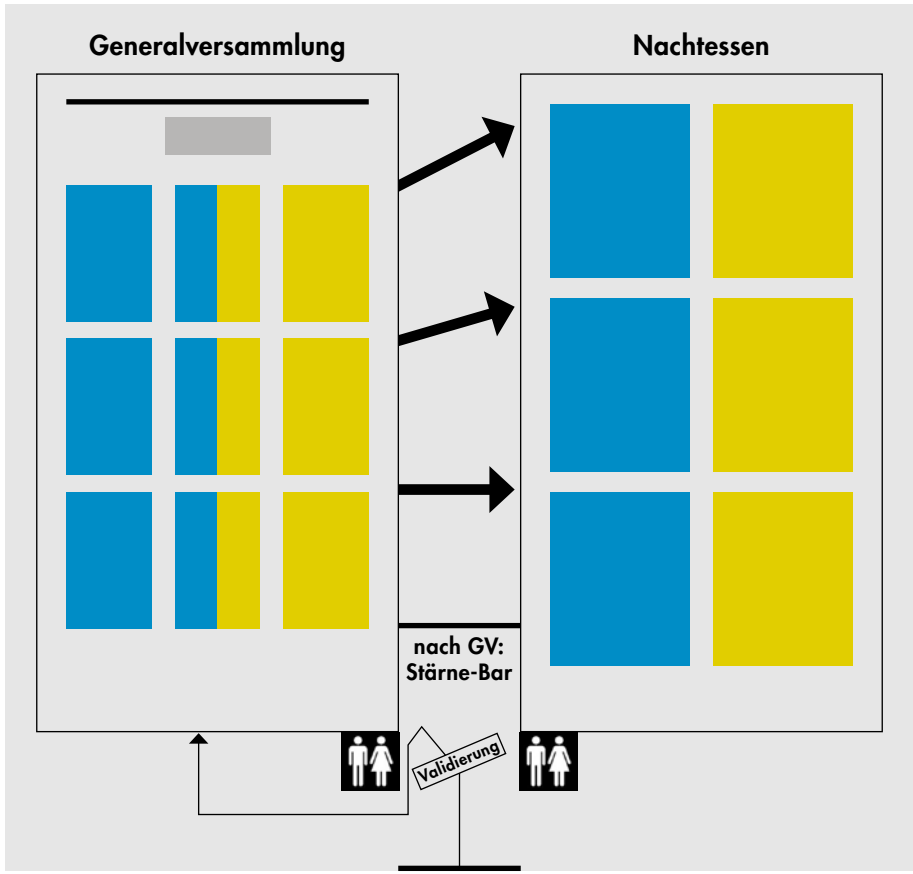 Generalversammlung
Nachtessen
nach GV:
Stärne-Bar
Validierung